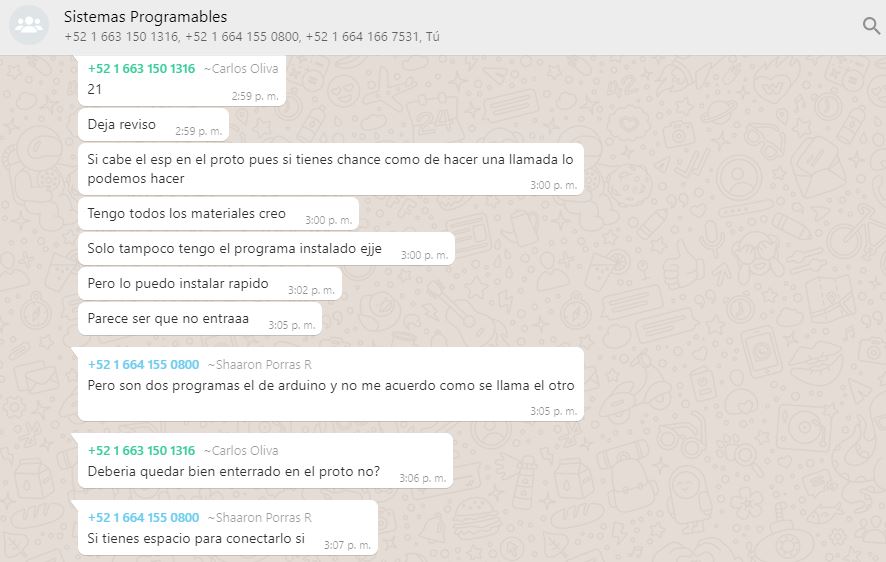 Sistemas Programables
+52 1 663 150 1316, +52 1 664 155 0800, +52 1 664 166 7531, Tú
+52 1 663 150 1316 ~Carlos Oliva
21
2:59 p. m.
Deja reviso
2:59 p. m.
Si cabe el esp en el proto pues si tienes chance como de hacer una llamada lo
podemos hacer
3:00 p. m.
Tengo todos los materiales creo
3:00 p. m.
Solo tampoco tengo el programa instalado ejje
3:00 p. m.
Pero lo puedo instalar rapido
3:02 p. m.
Parece ser que no entraaa
3:05 p. m.
+52 1 664 155 0800 ~Shaaron Porras R
Pero son dos programas el de arduino y no me acuerdo como se llama el otro
3:05 p. m.
+52 1 663 150 1316 ~Carlos Oliva
Deberia quedar bien enterrado en el proto no?
3:06 p. m.
+52 1 664 155 0800 ~Shaaron Porras R
Si tienes espacio para conectarlo si
3:07 p. m.